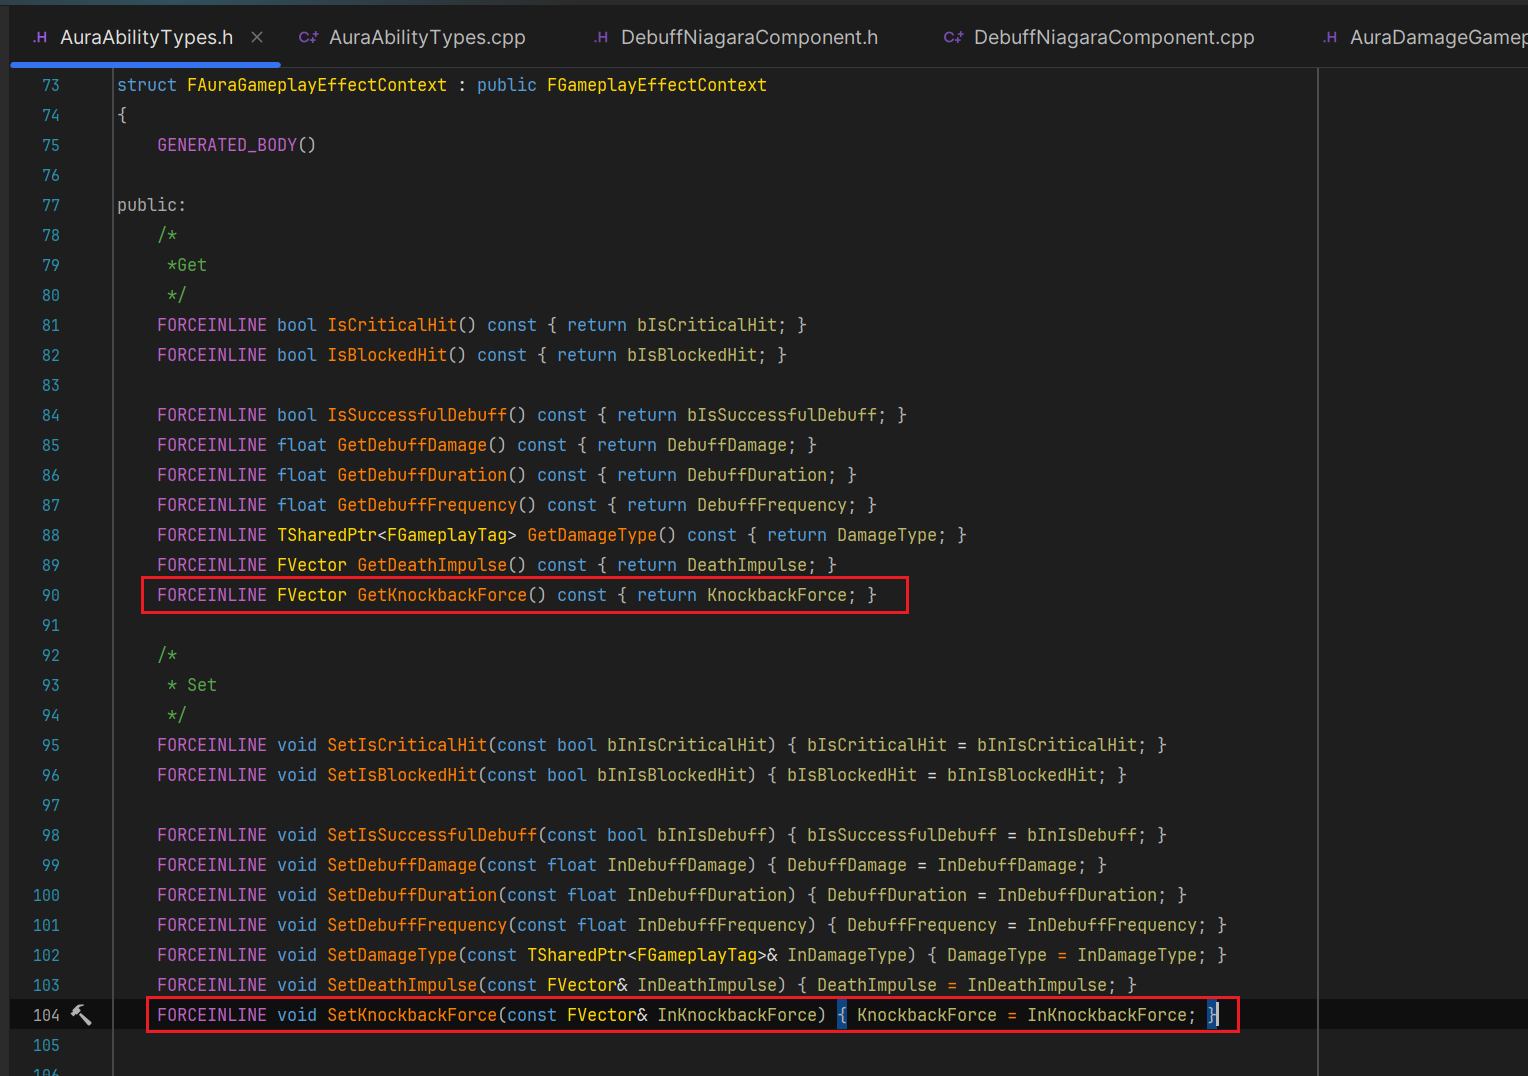 .H AuraAbilityTypes.h × C++ AuraAbilityTypes.cpp .H DebuffNiagaraComponent.h C++ DebuffNiagaraComponent.cpp .H AuraDamageGamep
73 struct FAuraGameplayEffectContext : public FGameplayEffectContext
74 {
75 GENERATED_BODY()
76
77 public:
78 /*
79 *Get
80 */
81 FORCEINLINE bool IsCriticalHit() const { return bIsCriticalHit; }
82 FORCEINLINE bool IsBlockedHit() const { return bIsBlockedHit; }
83
84 FORCEINLINE bool IsSuccessfulDebuff() const { return bIsSuccessfulDebuff; }
85 FORCEINLINE float GetDebuffDamage() const { return DebuffDamage; }
86 FORCEINLINE float GetDebuffDuration() const { return DebuffDuration; }
87 FORCEINLINE float GetDebuffFrequency() const { return DebuffFrequency; }
88 FORCEINLINE TSharedPtr<FGameplayTag> GetDamageType() const { return DamageType; }
89 FORCEINLINE FVector GetDeathImpulse() const { return DeathImpulse; }
90 FORCEINLINE FVector GetKnockbackForce() const { return KnockbackForce; }
91
92 /*
93 * Set
94 */
95 FORCEINLINE void SetIsCriticalHit(const bool bInIsCriticalHit) { bIsCriticalHit = bInIsCriticalHit; }
96 FORCEINLINE void SetIsBlockedHit(const bool bInIsBlockedHit) { bIsBlockedHit = bInIsBlockedHit; }
97
98 FORCEINLINE void SetIsSuccessfulDebuff(const bool bInIsDebuff) { bIsSuccessfulDebuff = bInIsDebuff; }
99 FORCEINLINE void SetDebuffDamage(const float InDebuffDamage) { DebuffDamage = InDebuffDamage; }
100 FORCEINLINE void SetDebuffDuration(const float InDebuffDuration) { DebuffDuration = InDebuffDuration; }
101 FORCEINLINE void SetDebuffFrequency(const float InDebuffFrequency) { DebuffFrequency = InDebuffFrequency; }
102 FORCEINLINE void SetDamageType(const TSharedPtr<FGameplayTag>& InDamageType) { DamageType = InDamageType; }
103 FORCEINLINE void SetDeathImpulse(const FVector& InDeathImpulse) { DeathImpulse = InDeathImpulse; }
104 FORCEINLINE void SetKnockbackForce(const FVector& InKnockbackForce) { KnockbackForce = InKnockbackForce; }
105
106